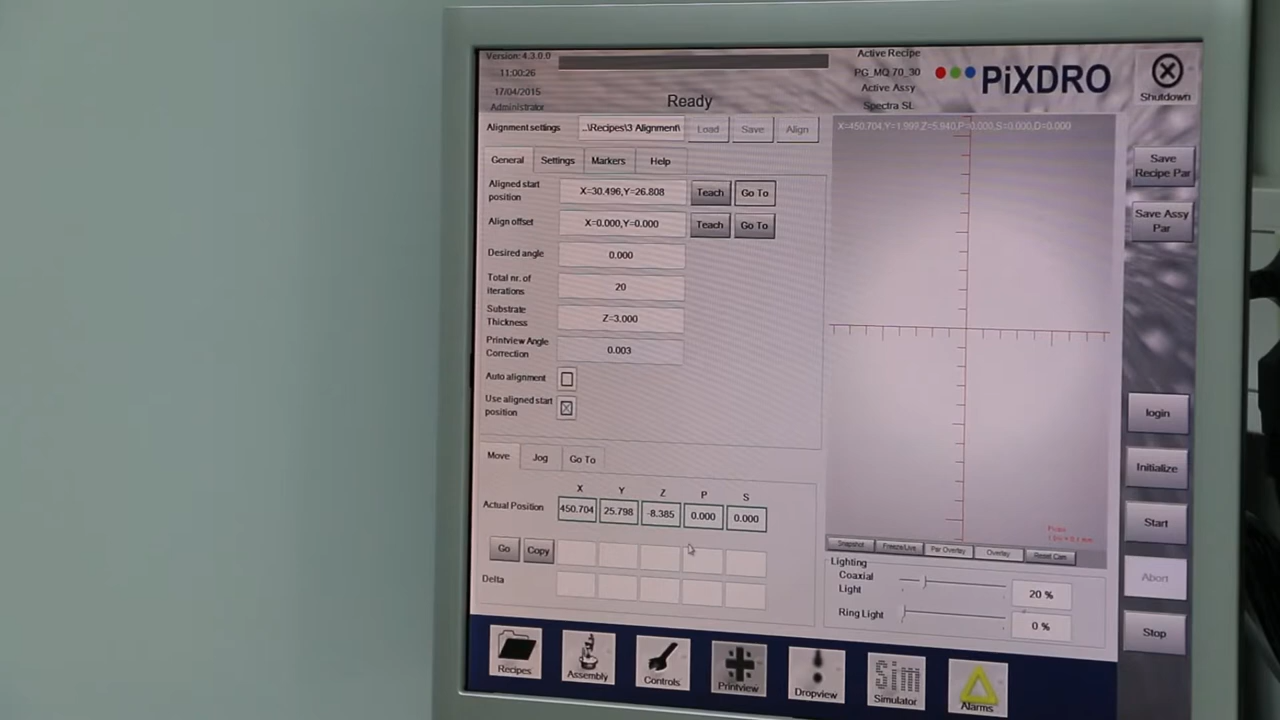 Version: 4.3.0.0
11:00:26
17/04/2015
Administrator
Ready
Active Recipe
PG_MQ 70_30
Active Assy
Spectra SL
PiXDRO
Shutdown
Alignment settings
..\Recipes\3 Alignment\
Load
Save
Align
General
Settings
Markers
Help
Aligned start
position
X=30.496,Y=26.808
Teach
Go To
Align offset
X=0.000,Y=0.000
Teach
Go To
Desired angle
0.000
Total nr. of
iterations
20
Substrate
Thickness
Z=3.000
Printview Angle
Correction
0.003
Auto alignment
Use aligned start
position
Move
Jog
Go To
X
Y
Z
P
S
Actual Position
450.704
25.798
-8.385
0.000
0.000
Go
Copy
Delta
X=450.704,Y=1.999,Z=5.940,P=0.000,S=0.000,D=0.000
Snapshot
Freeze/Live
Par Overlay
Overlay
Reset Cam
Lighting
Coaxial
Light
20 %
Ring Light
0 %
Save
Recipe Par
Save Assy
Par
login
Initialize
Start
Abort
Stop
Recipes
Assembly
Controls
Printview
Dropview
Sim
Simulator
Alarms